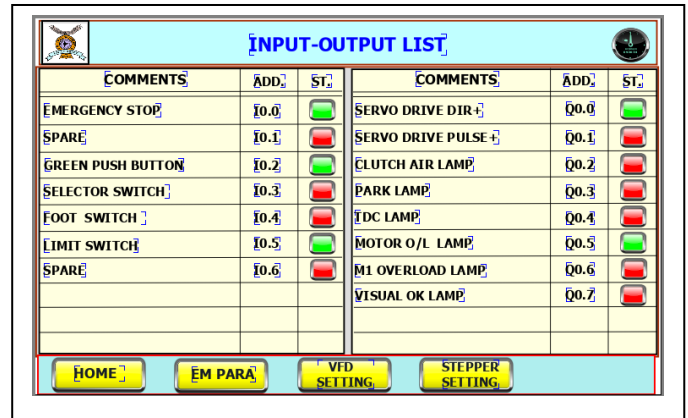 INPUT-OUTPUT LIST
COMMENTS ADD. ST. COMMENTS ADD. ST.
EMERGENCY STOP I0.0 SERVO DRIVE DIR+ Q0.0
SPARE I0.1 SERVO DRIVE PULSE+ Q0.1
GREEN PUSH BUTTON I0.2 CLUTCH AIR LAMP Q0.2
SELECTOR SWITCH I0.3 PARK LAMP Q0.3
FOOT SWITCH I0.4 TDC LAMP Q0.4
LIMIT SWITCH I0.5 MOTOR O/L LAMP Q0.5
SPARE I0.6 M1 OVERLOAD LAMP Q0.6
VISUAL OK LAMP Q0.7
HOME EM PARA VFD SETTING STEPPER SETTING